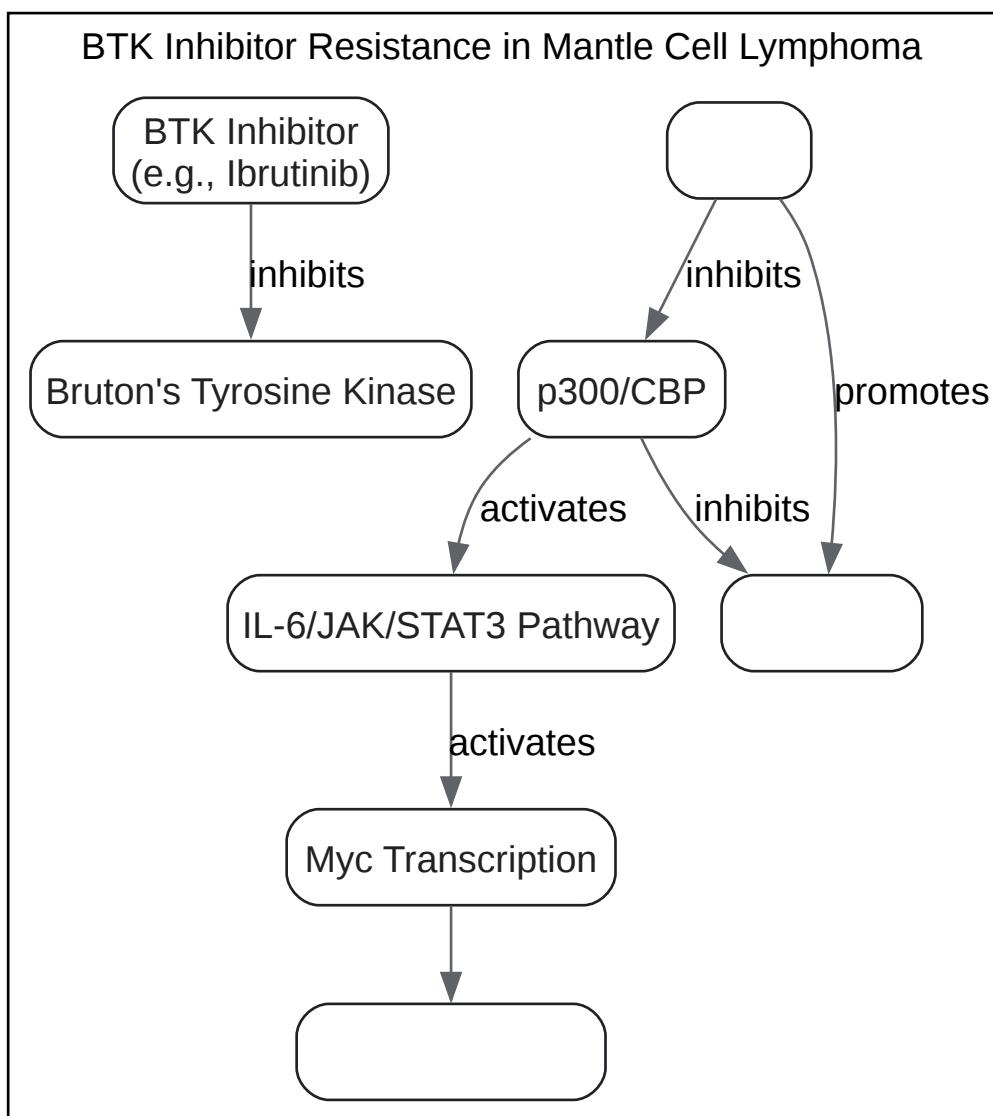 BTK Inhibitor Resistance in Mantle Cell Lymphoma
BTK Inhibitor
(e.g., Ibrutinib)
inhibits
inhibits
Bruton's Tyrosine Kinase
p300/CBP
promotes
activates
inhibits
IL-6/JAK/STAT3 Pathway
activates
Myc Transcription